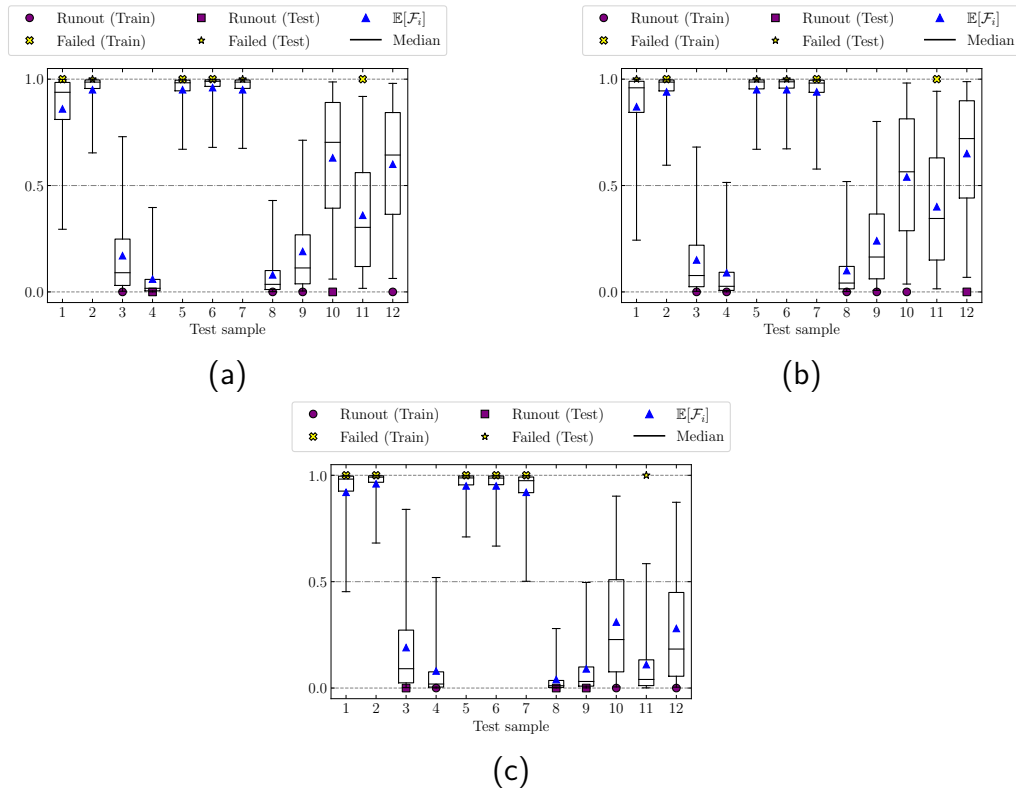 Runout (Train) Runout (Test) 𝔼[ℱᵢ]
Failed (Train) Failed (Test) Median
1.0
0.5
0.0
1 2 3 4 5 6 7 8 9 10 11 12
Test sample
(a)
Runout (Train) Runout (Test) 𝔼[ℱᵢ]
Failed (Train) Failed (Test) Median
1.0
0.5
0.0
1 2 3 4 5 6 7 8 9 10 11 12
Test sample
(b)
Runout (Train) Runout (Test) 𝔼[ℱᵢ]
Failed (Train) Failed (Test) Median
1.0
0.5
0.0
1 2 3 4 5 6 7 8 9 10 11 12
Test sample
(c)